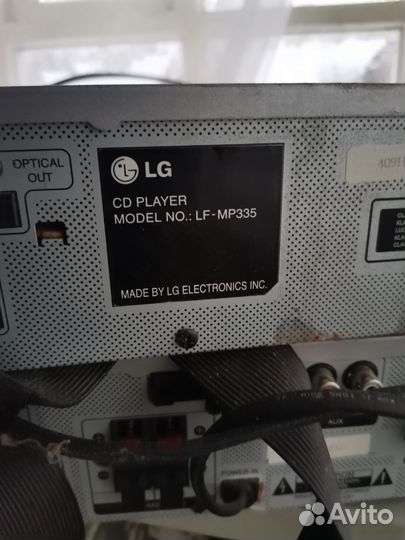 OPTICAL
OUT
LG
CD PLAYER
MODEL NO.: LF-MP335
MADE BY LG ELECTRONICS INC.
AUX
POWER IN
Avito